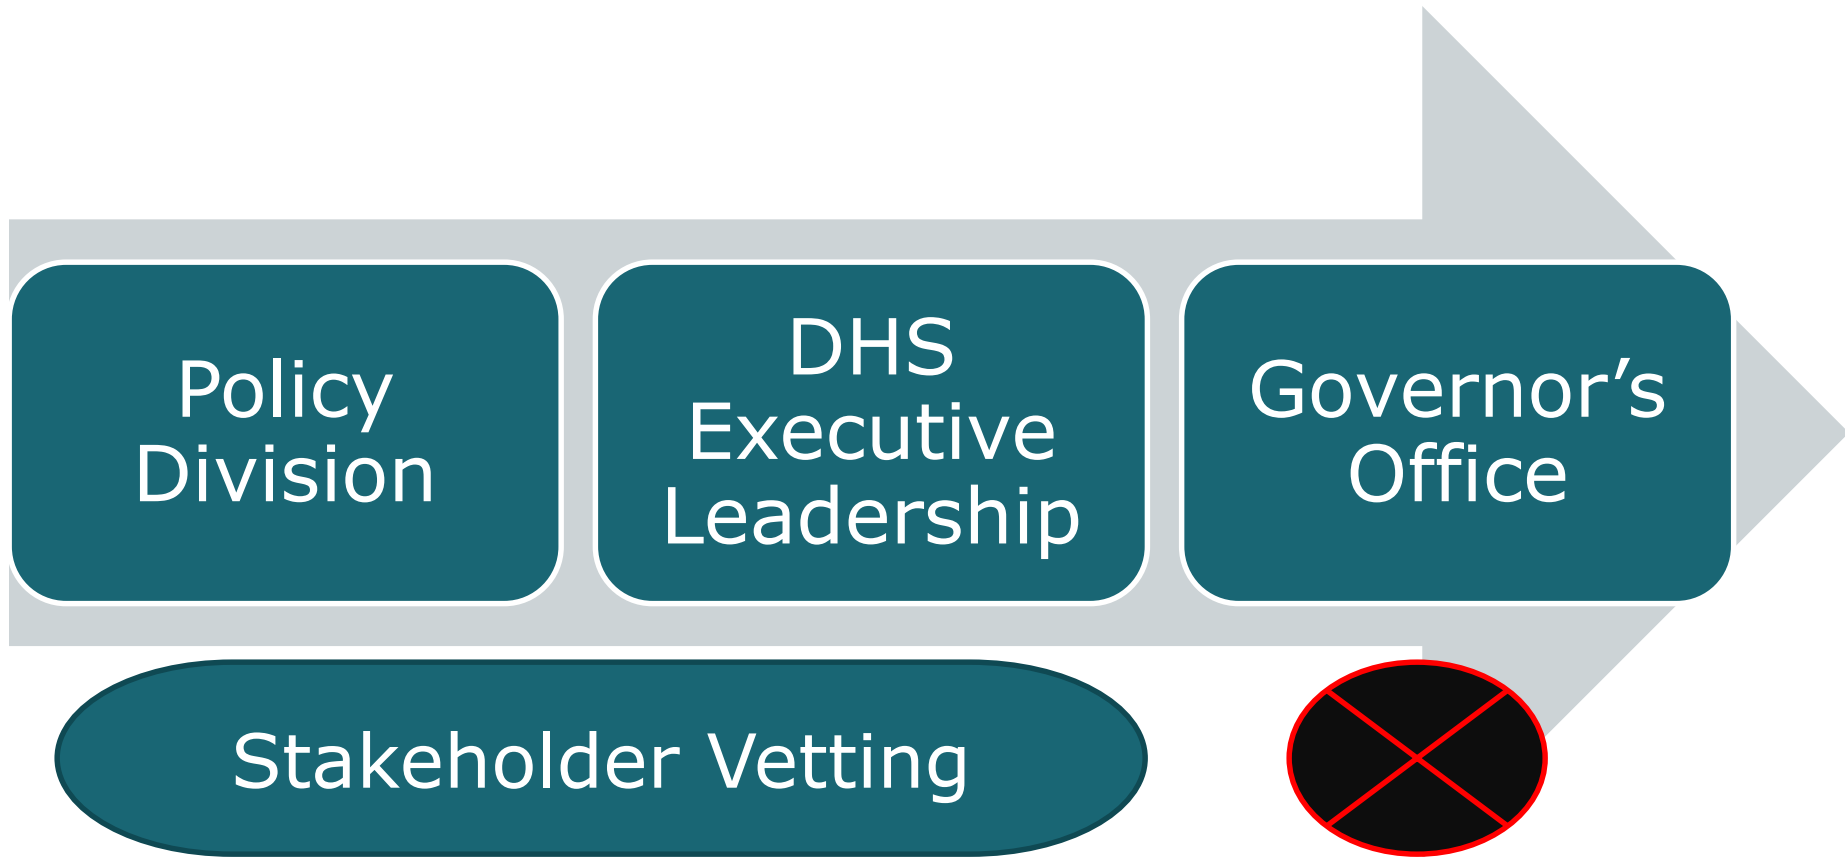 Policy
Division
DHS
Executive
Leadership
Governor’s
Office
Stakeholder Vetting